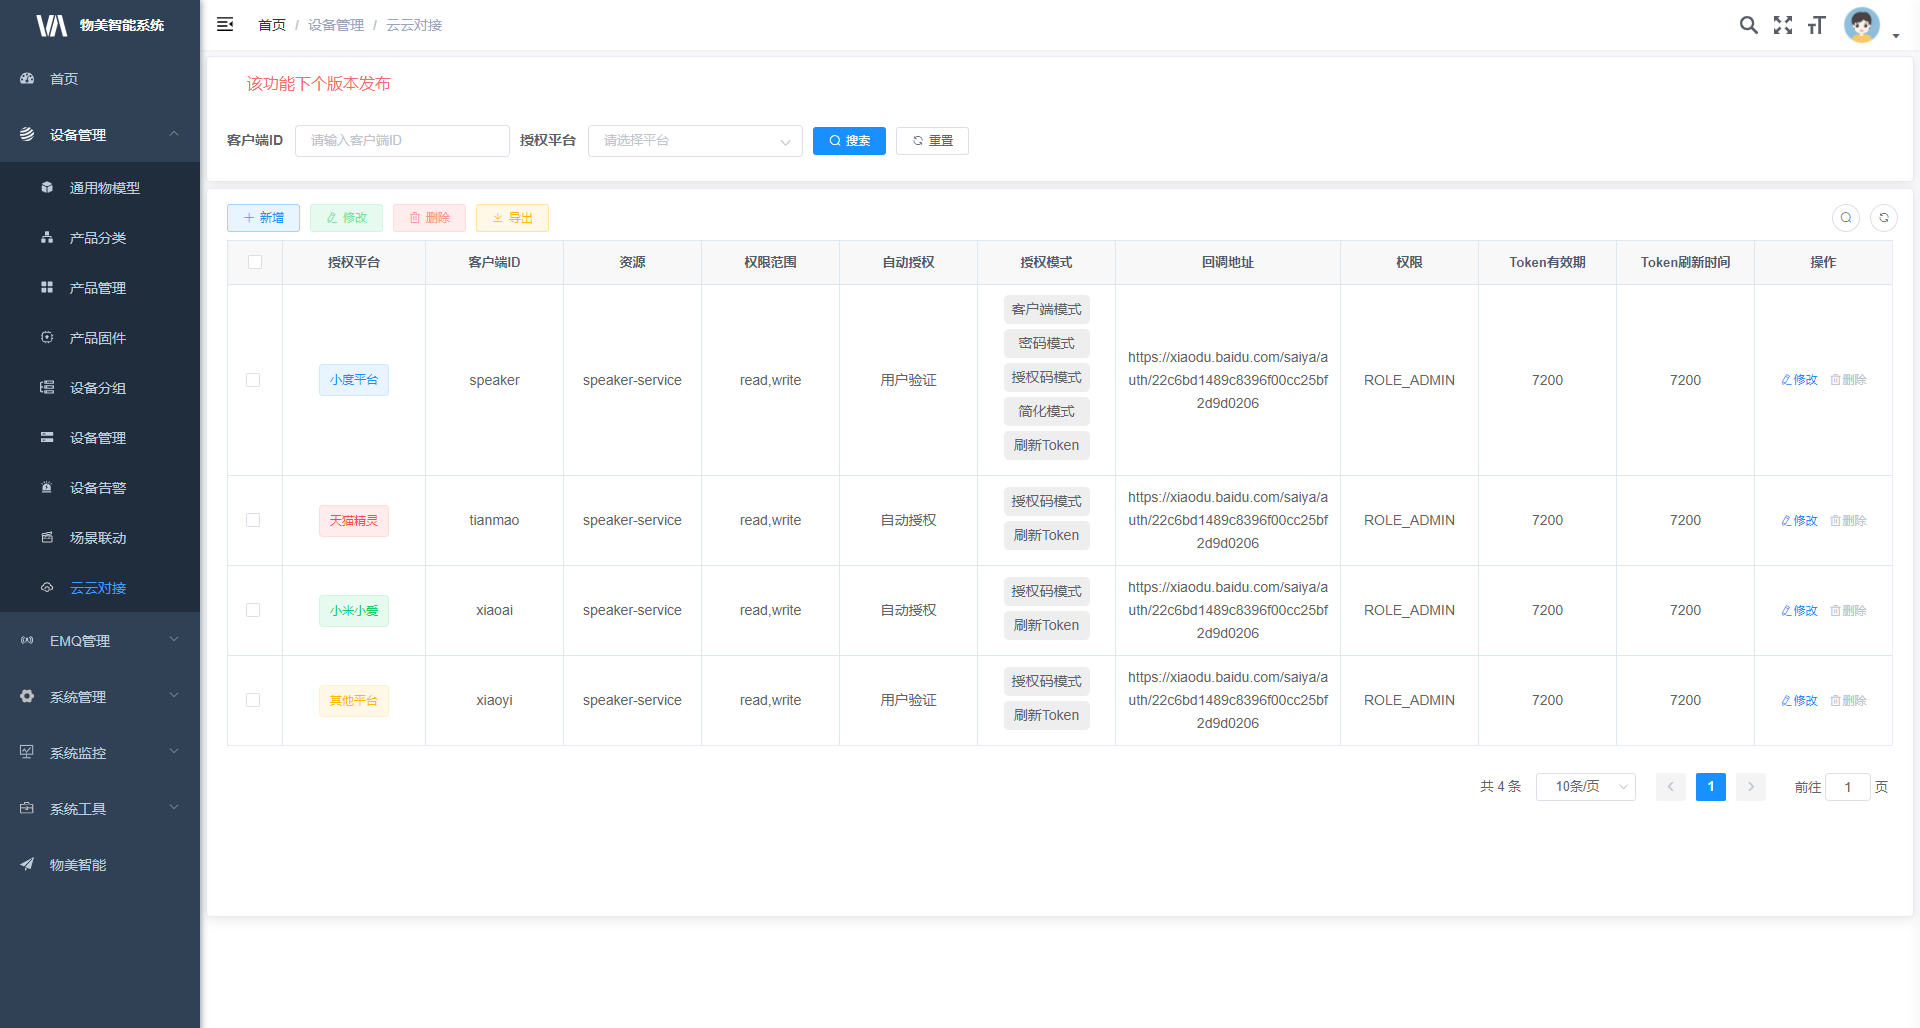 物美智能系统
首页 / 设备管理 / 云云对接
首页
设备管理
通用物模型
产品分类
产品管理
产品固件
设备分组
设备管理
设备告警
场景联动
云云对接
EMQ管理
系统管理
系统监控
系统工具
物美智能
该功能下个版本发布
客户端ID 请输入客户端ID 授权平台 请选择平台 搜索 重置
新增 修改 删除 导出
授权平台 客户端ID 资源 权限范围 自动授权 授权模式 回调地址 权限 Token有效期 Token刷新时间 操作
小度平台 speaker speaker-service read,write 用户验证
客户端模式
密码模式
授权码模式
简化模式
刷新Token
https://xiaodu.baidu.com/saiya/a
uth/22c6bd1489c8396f00cc25bf
2d9d0206
ROLE_ADMIN 7200 7200 修改 删除
天猫精灵 tianmao speaker-service read,write 自动授权
授权码模式
刷新Token
https://xiaodu.baidu.com/saiya/a
uth/22c6bd1489c8396f00cc25bf
2d9d0206
ROLE_ADMIN 7200 7200 修改 删除
小米小爱 xiaoai speaker-service read,write 自动授权
授权码模式
刷新Token
https://xiaodu.baidu.com/saiya/a
uth/22c6bd1489c8396f00cc25bf
2d9d0206
ROLE_ADMIN 7200 7200 修改 删除
其他平台 xiaoyi speaker-service read,write 用户验证
授权码模式
刷新Token
https://xiaodu.baidu.com/saiya/a
uth/22c6bd1489c8396f00cc25bf
2d9d0206
ROLE_ADMIN 7200 7200 修改 删除
共 4 条 10条/页 1 前往 1 页